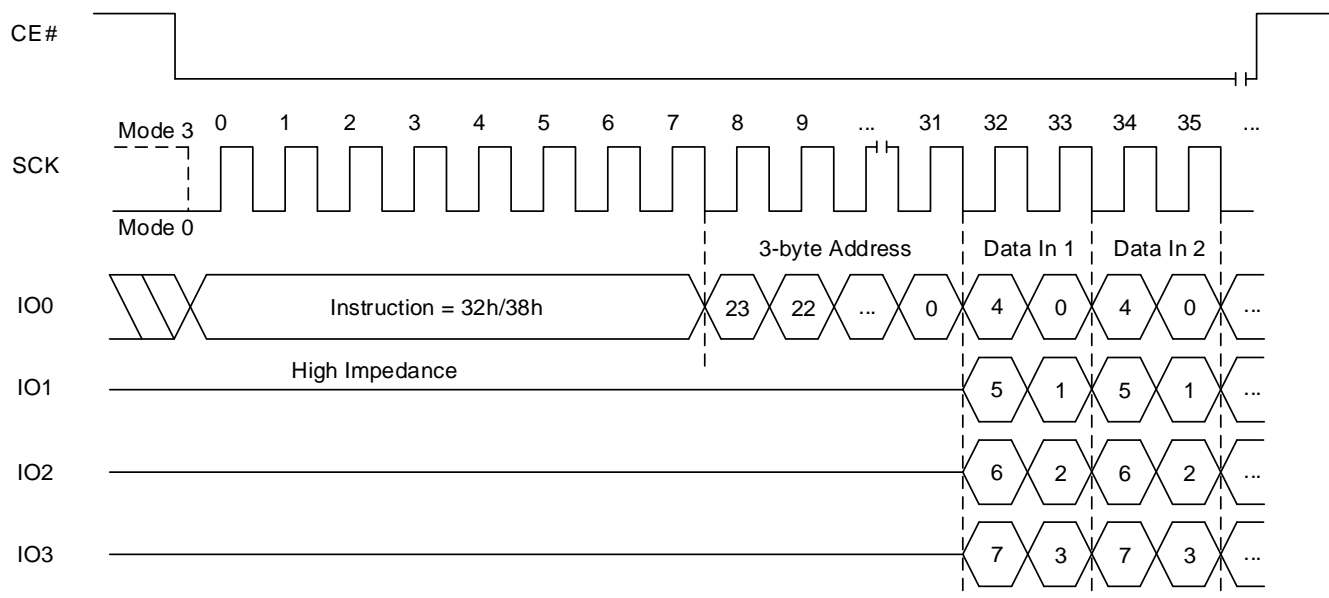 CE#
Mode 3
0 1 2 3 4 5 6 7 8 9 ... 31 32 33 34 35 ...
SCK
Mode 0
3-byte Address Data In 1 Data In 2
IO0 Instruction = 32h/38h 23 22 ... 0 4 0 4 0 ...
High Impedance
IO1 5 1 5 1 ...
IO2 6 2 6 2 ...
IO3 7 3 7 3 ...